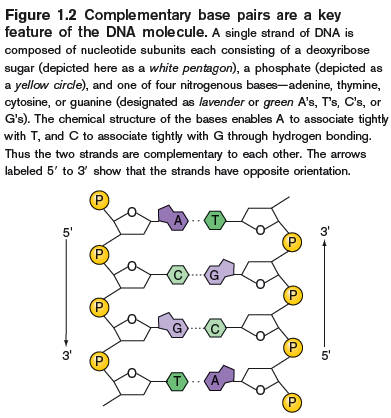 Figure 1.2 Complementary base pairs are a key
feature of the DNA molecule. A single strand of DNA is
composed of nucleotide subunits each consisting of a deoxyribose
sugar (depicted here as a white pentagon), a phosphate (depicted as
a yellow circle), and one of four nitrogenous bases—adenine, thymine,
cytosine, or guanine (designated as lavender or green A's, T's, C's, or
G's). The chemical structure of the bases enables A to associate tightly
with T, and C to associate tightly with G through hydrogen bonding.
Thus the two strands are complementary to each other. The arrows
labeled 5′ to 3′ show that the strands have opposite orientation.
P
O A T
5′ O P 3′
P
O C G
O P
P
O G C
O P
3′ P 5′
O T A
O P